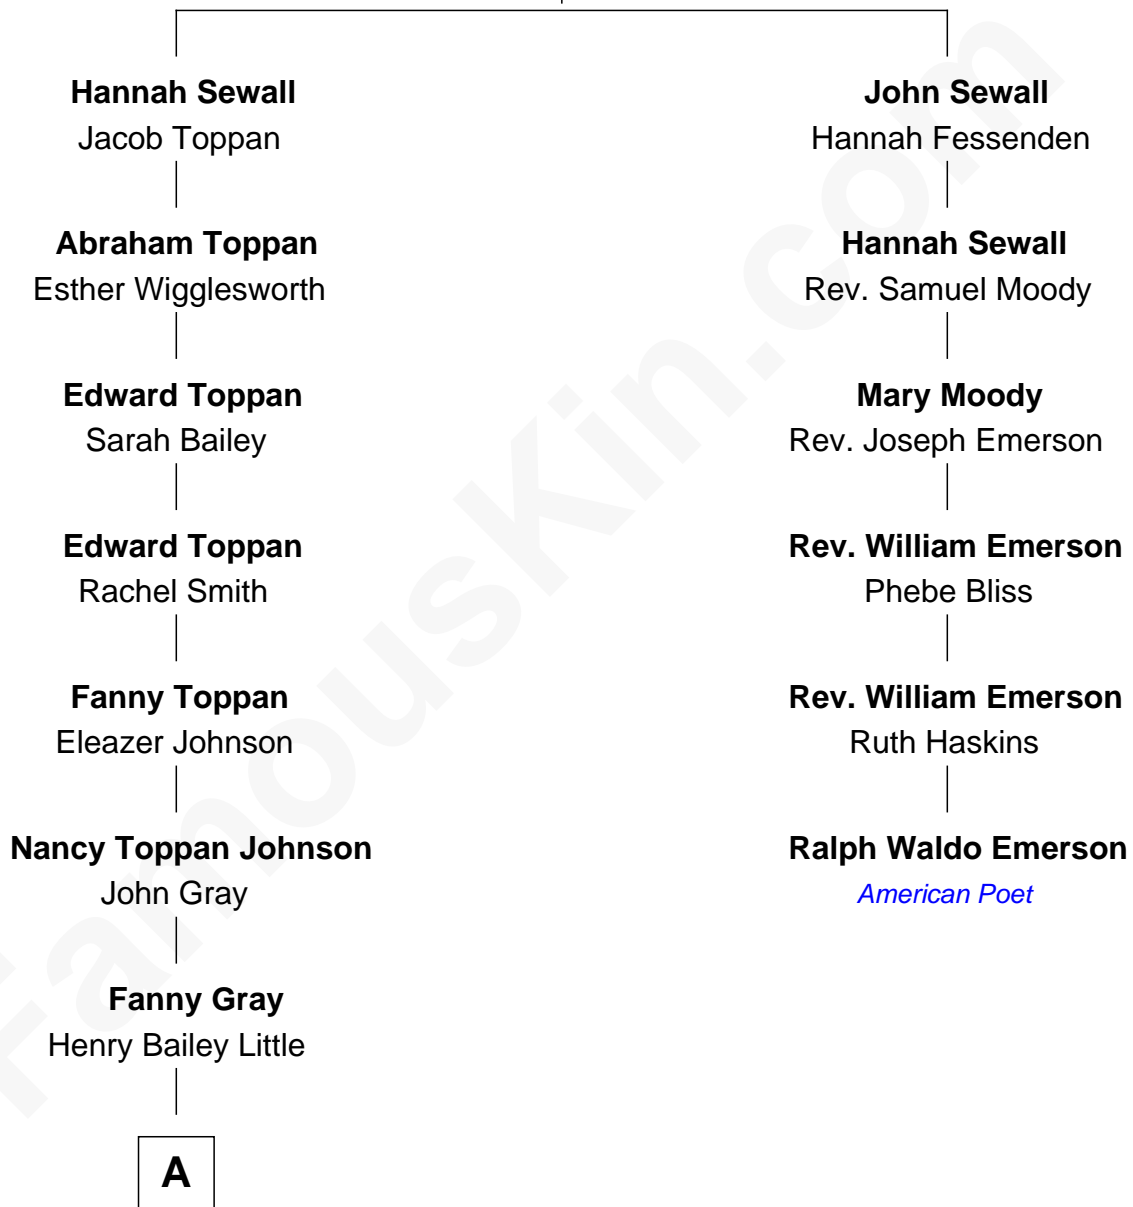 Hannah Sewall
Jacob Toppan
Abraham Toppan
Esther Wigglesworth
Edward Toppan
Sarah Bailey
Edward Toppan
Rachel Smith
Fanny Toppan
Eleazer Johnson
Nancy Toppan Johnson
John Gray
Fanny Gray
Henry Bailey Little
A
John Sewall
Hannah Fessenden
Hannah Sewall
Rev. Samuel Moody
Mary Moody
Rev. Joseph Emerson
Rev. William Emerson
Phebe Bliss
Rev. William Emerson
Ruth Haskins
Ralph Waldo Emerson
American Poet
FamousKin.com